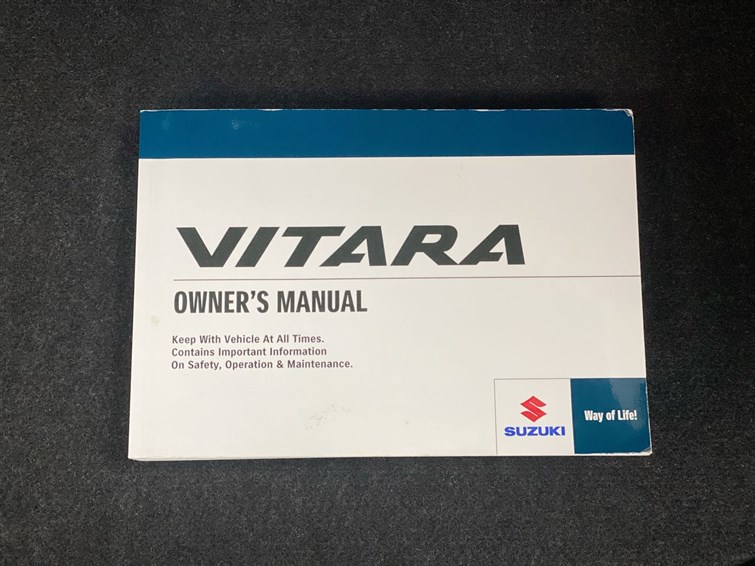 VITARA
OWNER'S MANUAL
Keep With Vehicle At All Times.
Contains Important Information
On Safety, Operation & Maintenance.
SUZUKI
Way of Life!